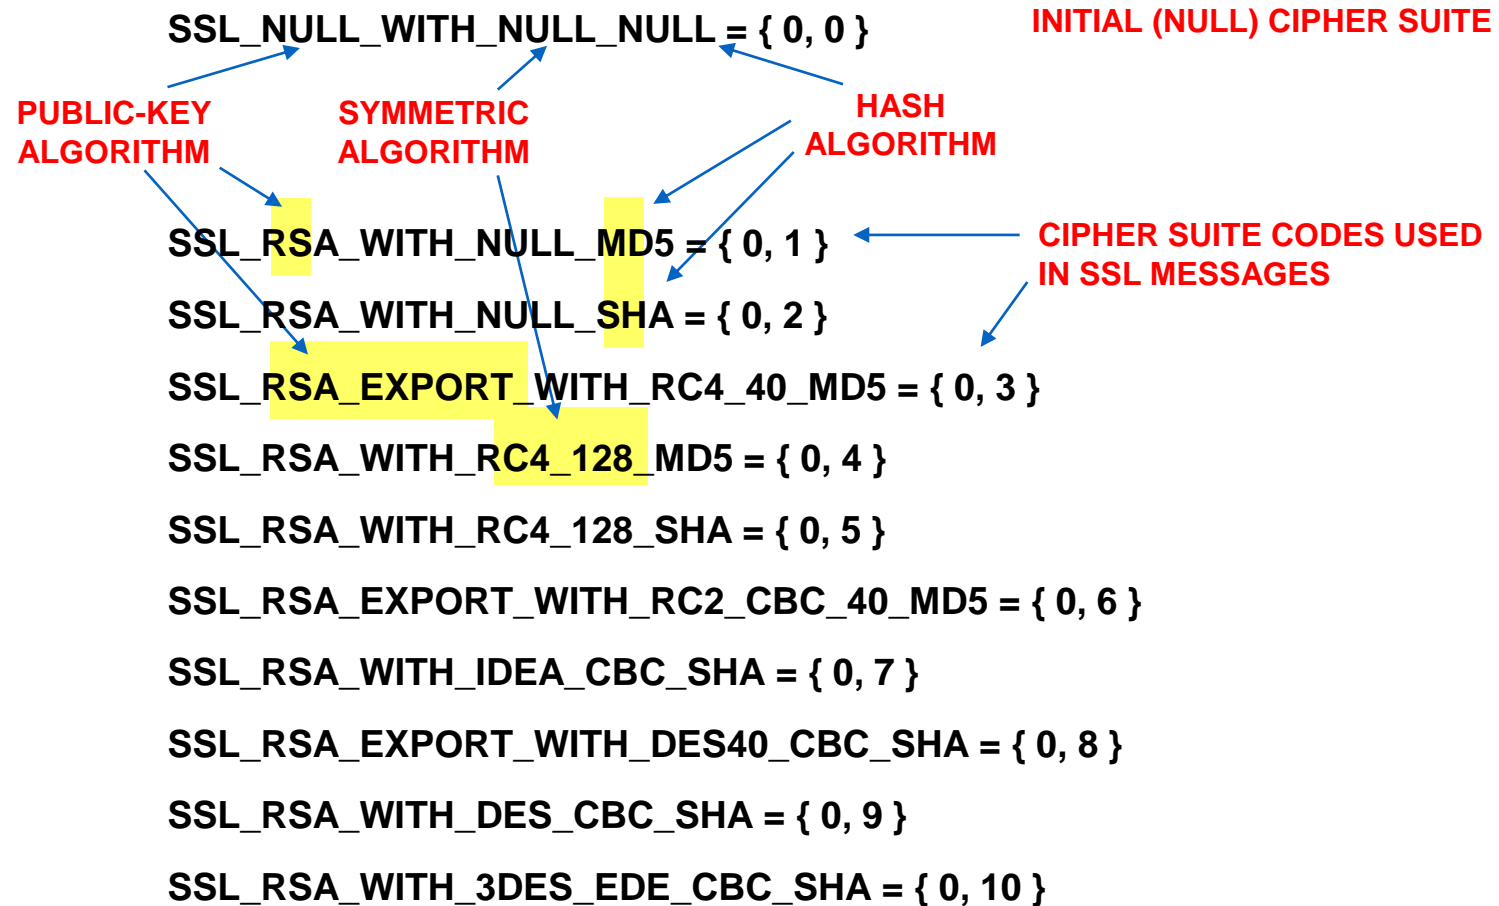 SSL_NULL_WITH_NULL_NULL = { 0, 0 }
INITIAL (NULL) CIPHER SUITE
PUBLIC-KEY
ALGORITHM
SYMMETRIC
ALGORITHM
HASH
ALGORITHM
SSL_RSA_WITH_NULL_MD5 = { 0, 1 }
CIPHER SUITE CODES USED
IN SSL MESSAGES
SSL_RSA_WITH_NULL_SHA = { 0, 2 }
SSL_RSA_EXPORT_WITH_RC4_40_MD5 = { 0, 3 }
SSL_RSA_WITH_RC4_128_MD5 = { 0, 4 }
SSL_RSA_WITH_RC4_128_SHA = { 0, 5 }
SSL_RSA_EXPORT_WITH_RC2_CBC_40_MD5 = { 0, 6 }
SSL_RSA_WITH_IDEA_CBC_SHA = { 0, 7 }
SSL_RSA_EXPORT_WITH_DES40_CBC_SHA = { 0, 8 }
SSL_RSA_WITH_DES_CBC_SHA = { 0, 9 }
SSL_RSA_WITH_3DES_EDE_CBC_SHA = { 0, 10 }